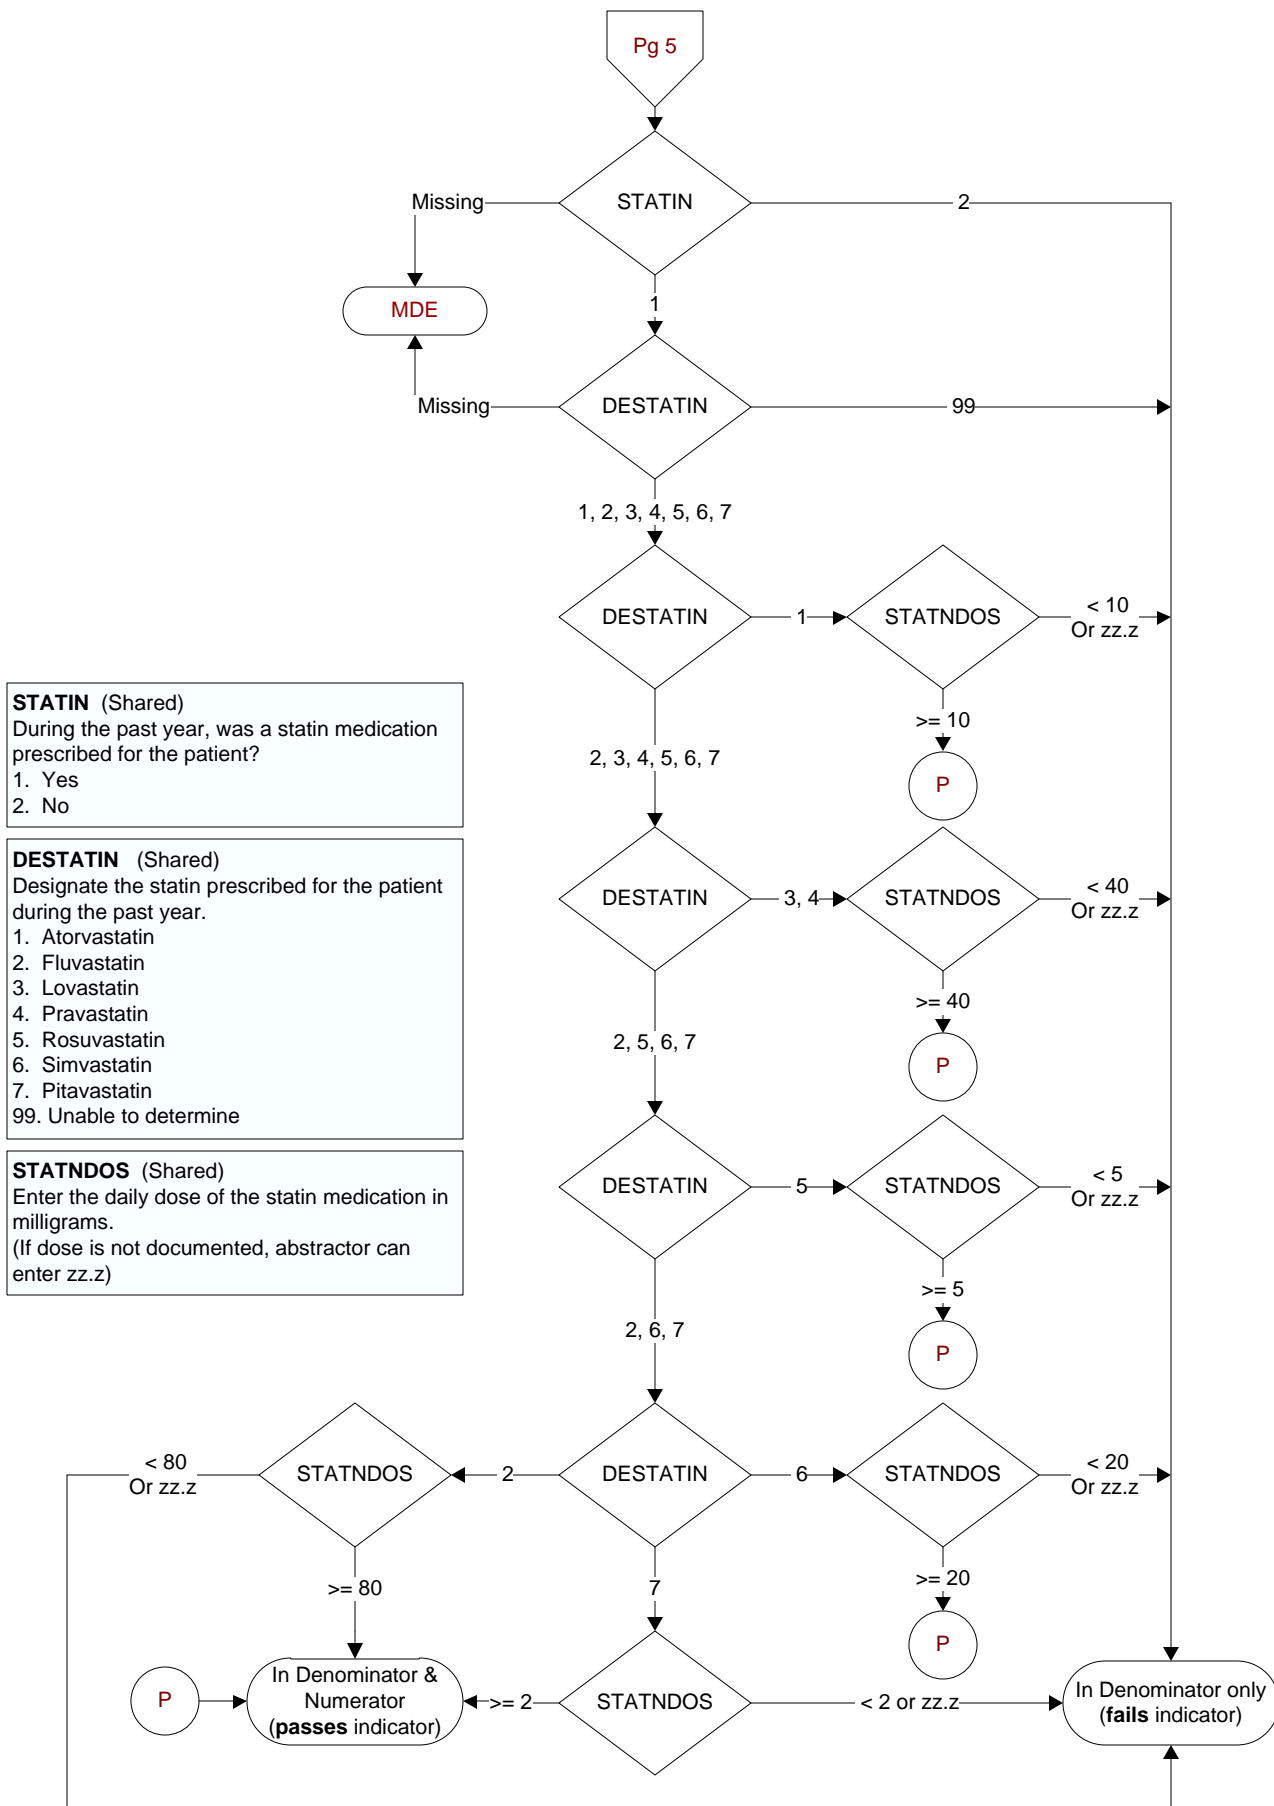 Pg 5
STATIN
Missing
2
MDE
1
DESTATIN
Missing
99
1, 2, 3, 4, 5, 6, 7
DESTATIN
1
STATNDOS
< 10
Or zz.z
>= 10
P
2, 3, 4, 5, 6, 7
STATIN (Shared)
During the past year, was a statin medication
prescribed for the patient?
1. Yes
2. No
DESTATIN (Shared)
Designate the statin prescribed for the patient
during the past year.
1. Atorvastatin
2. Fluvastatin
3. Lovastatin
4. Pravastatin
5. Rosuvastatin
6. Simvastatin
7. Pitavastatin
99. Unable to determine
STATNDOS (Shared)
Enter the daily dose of the statin medication in
milligrams.
(If dose is not documented, abstractor can
enter zz.z)
DESTATIN
3, 4
STATNDOS
< 40
Or zz.z
>= 40
P
2, 5, 6, 7
DESTATIN
5
STATNDOS
< 5
Or zz.z
>= 5
P
2, 6, 7
< 80
Or zz.z
STATNDOS
2
DESTATIN
6
STATNDOS
< 20
Or zz.z
>= 80
7
>= 20
P
P
In Denominator &
Numerator
(passes indicator)
>= 2
STATNDOS
< 2 or zz.z
In Denominator only
(fails indicator)